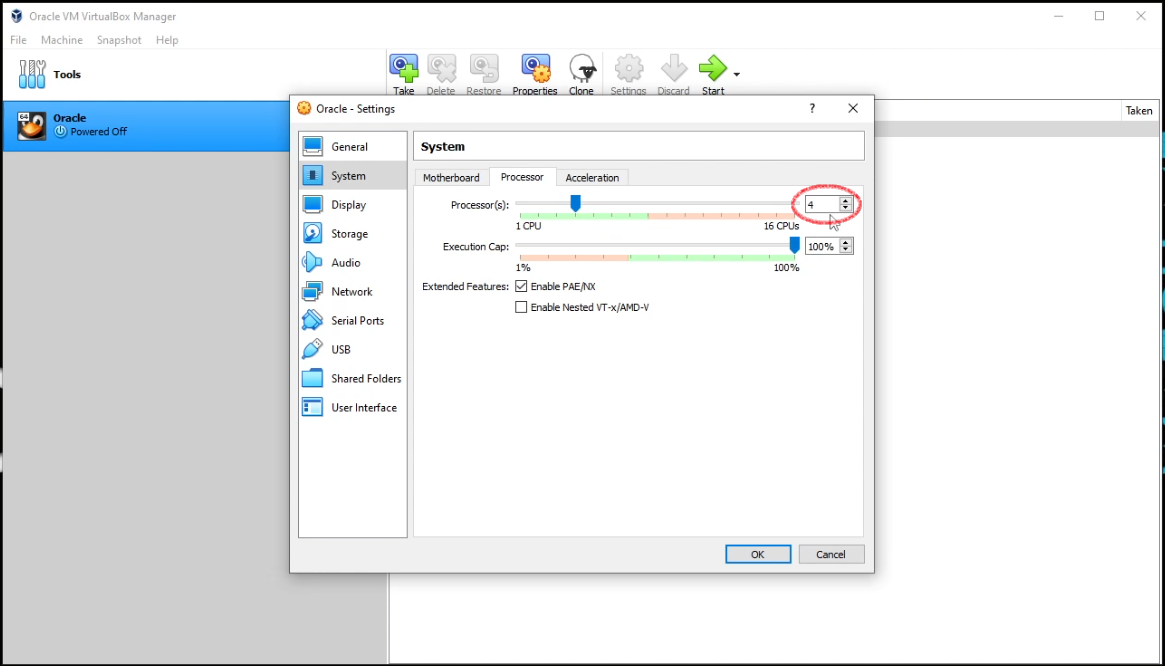 Oracle VM VirtualBox Manager
File Machine Snapshot Help
Tools
Take Delete Restore Properties Clone Settings Discard Start
64
Oracle
Powered Off
Taken
Oracle - Settings
?
General
System
Display
Storage
Audio
Network
Serial Ports
USB
Shared Folders
User Interface
System
Motherboard Processor Acceleration
Processor(s): 4
1 CPU 16 CPUs
Execution Cap: 100%
1% 100%
Extended Features: Enable PAE/NX
Enable Nested VT-x/AMD-V
OK Cancel